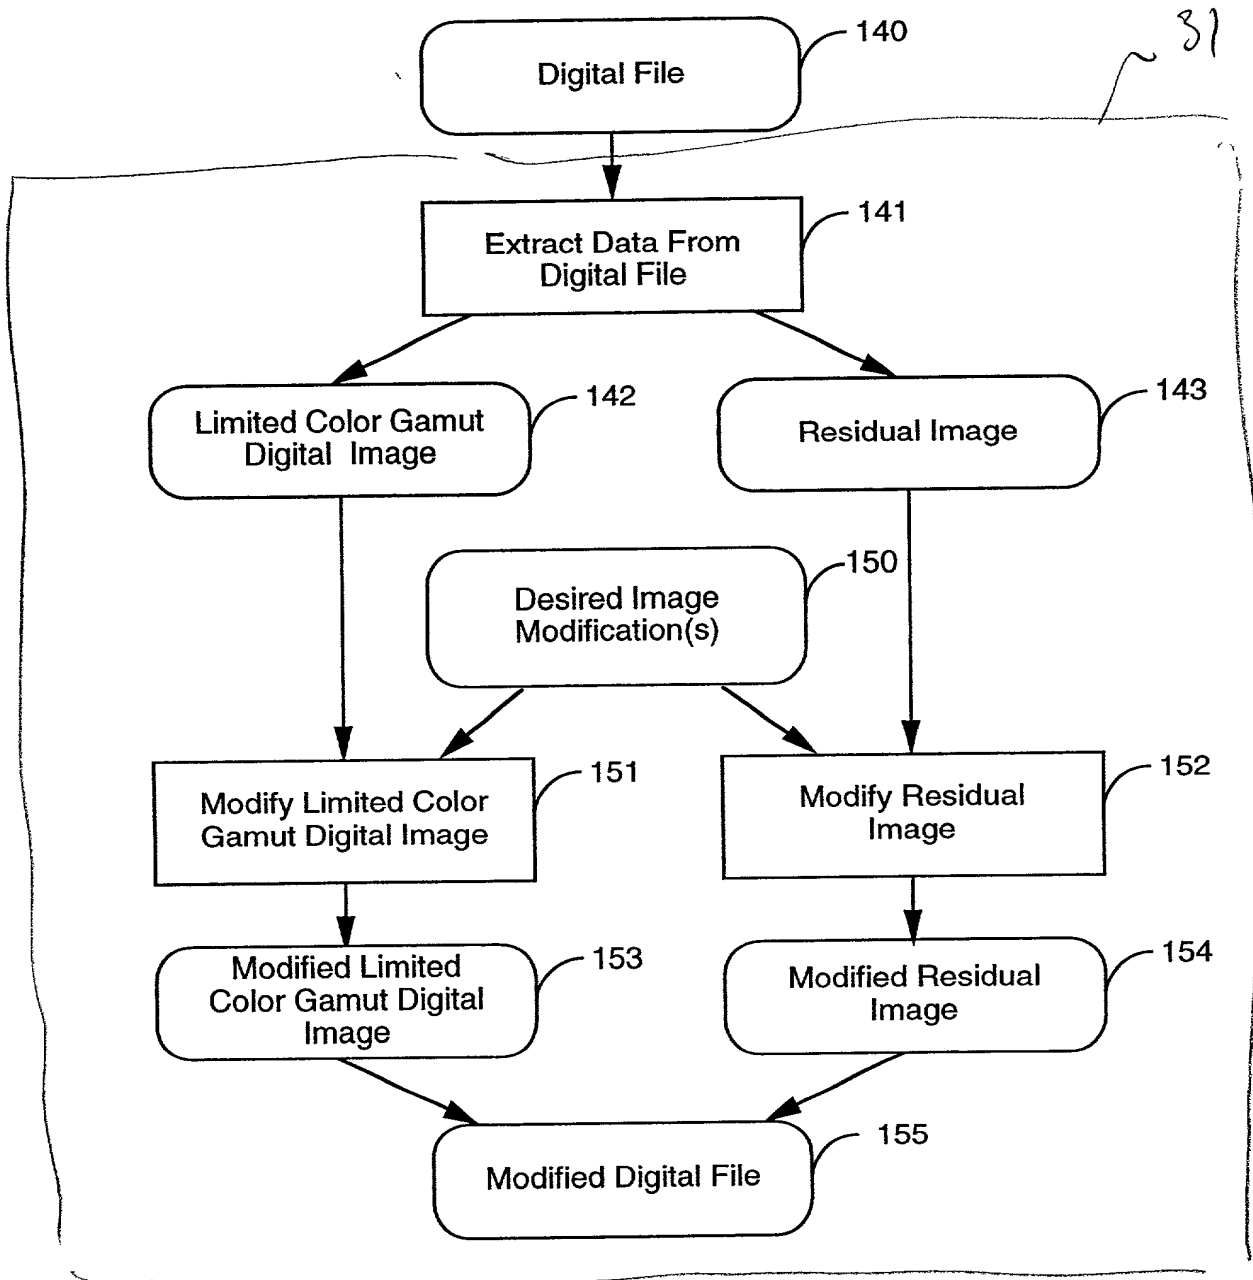 140
31
Digital File
141
Extract Data From
Digital File
142
Limited Color Gamut
Digital Image
143
Residual Image
150
Desired Image
Modification(s)
151
Modify Limited Color
Gamut Digital Image
152
Modify Residual
Image
153
Modified Limited
Color Gamut Digital
Image
154
Modified Residual
Image
155
Modified Digital File